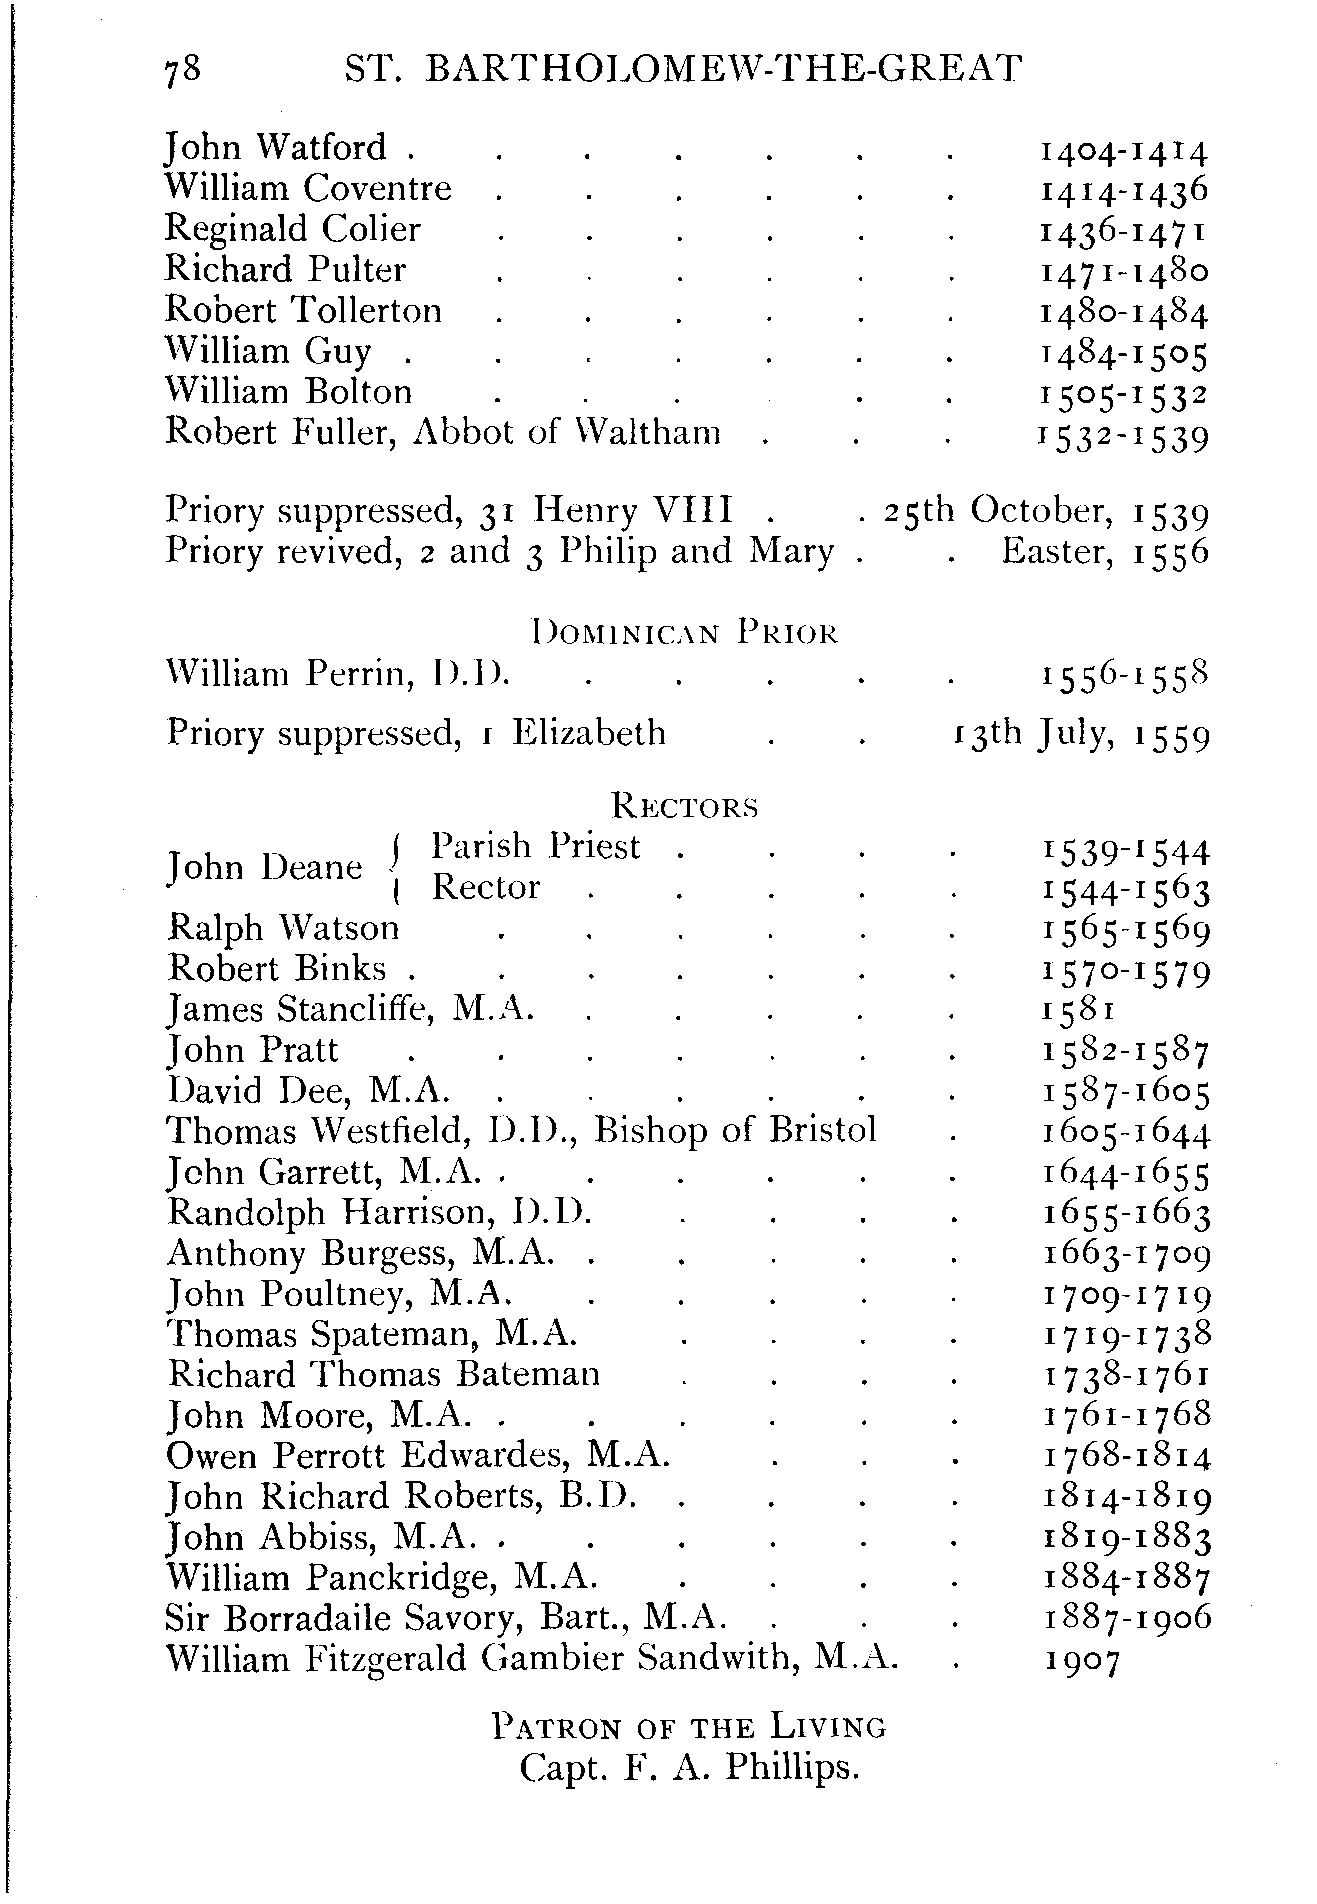 78 ST. BARTHOLOMEW-THE-GREAT
John Watford . . . . . . . 1404-1414
William Coventre . . . . . . 1414-1436
Reginald Colier . . . . . . 1436-1471
Richard Pulter . . . . . . 1471-1480
Robert Tollerton . . . . . . 1480-1484
William Guy . . . . . . . 1484-1505
William Bolton . . . . . 1505-1532
Robert Fuller, Abbot of Waltham . . . 1532-1539
Priory suppressed, 31 Henry VIII . . 25th October, 1539
Priory revived, 2 and 3 Philip and Mary . . Easter, 1556
DOMINICAN PRIOR
William Perrin, D.D. . . . . . 1556-1558
Priory suppressed, 1 Elizabeth . . 13th July, 1559
RECTORS
John Deane { Parish Priest . . . . 1539-1544
Rector . . . . . 1544-1563
Ralph Watson . . . . . . 1565-1569
Robert Binks . . . . . . . 1570-1579
James Stancliffe, M.A. . . . . . 1581
John Pratt . . . . . . . 1582-1587
David Dee, M.A. . . . . . . 1587-1605
Thomas Westfield, D.D., Bishop of Bristol . 1605-1644
John Garrett, M.A. . . . . . . 1644-1655
Randolph Harrison, D.D. . . . . 1655-1663
Anthony Burgess, M.A. . . . . . 1663-1709
John Poultney, M.A. . . . . . 1709-1719
Thomas Spateman, M.A. . . . . 1719-1738
Richard Thomas Bateman . . . . 1738-1761
John Moore, M.A. . . . . . . 1761-1768
Owen Perrott Edwardes, M.A. . . . 1768-1814
John Richard Roberts, B.D. . . . . 1814-1819
John Abbiss, M.A. . . . . . . 1819-1883
William Panckridge, M.A. . . . . 1884-1887
Sir Borradaile Savory, Bart., M.A. . . . 1887-1906
William Fitzgerald Gambier Sandwith, M.A. . 1907
PATRON OF THE LIVING
Capt. F. A. Phillips.